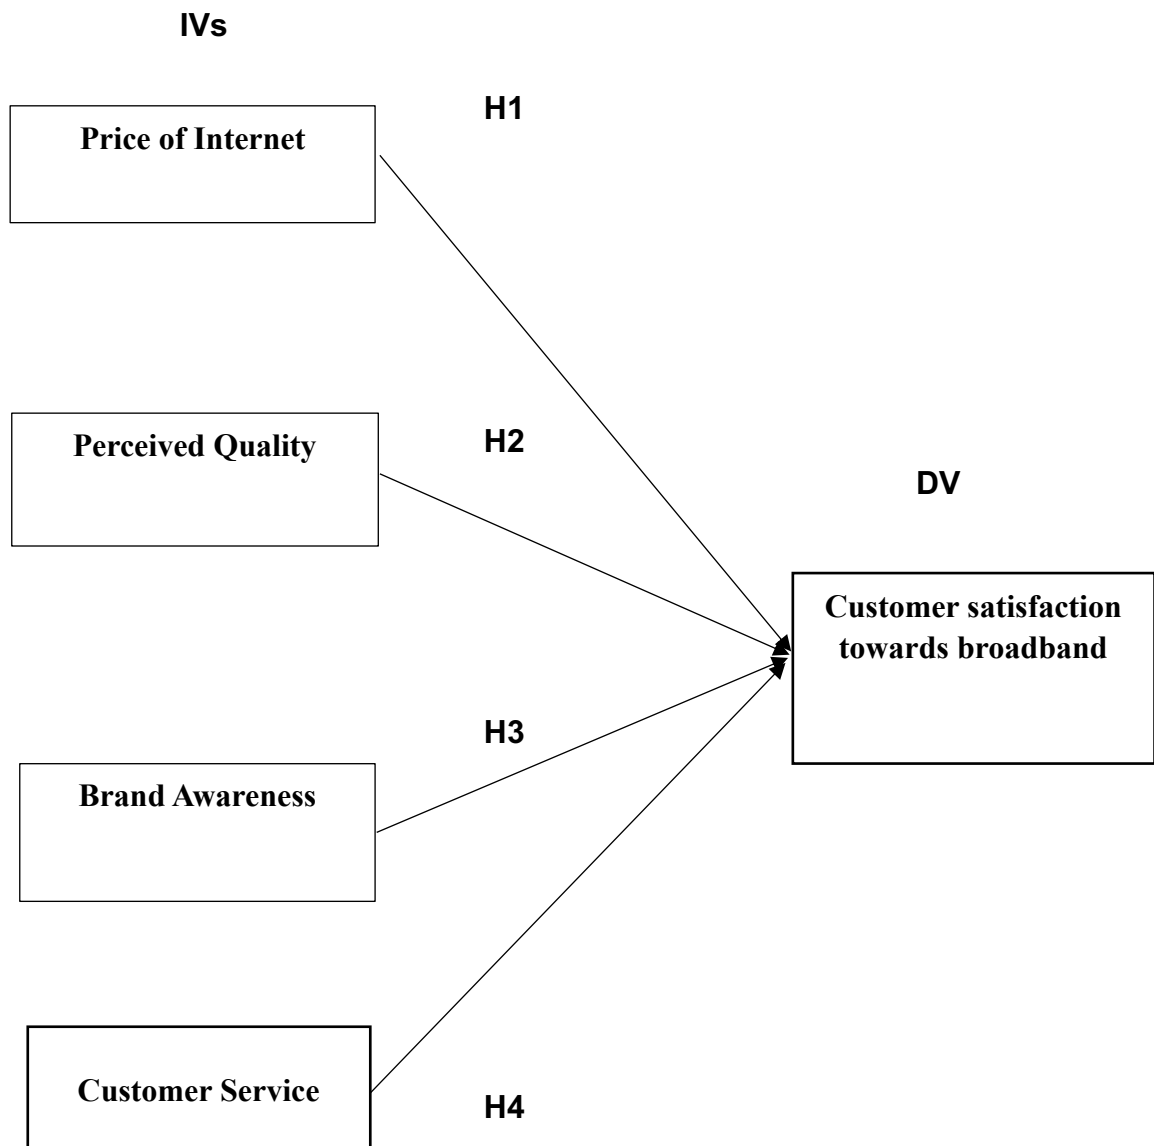 IVs
H1
Price of Internet
H2
Perceived Quality
DV
Customer satisfaction
towards broadband
H3
Brand Awareness
Customer Service
H4